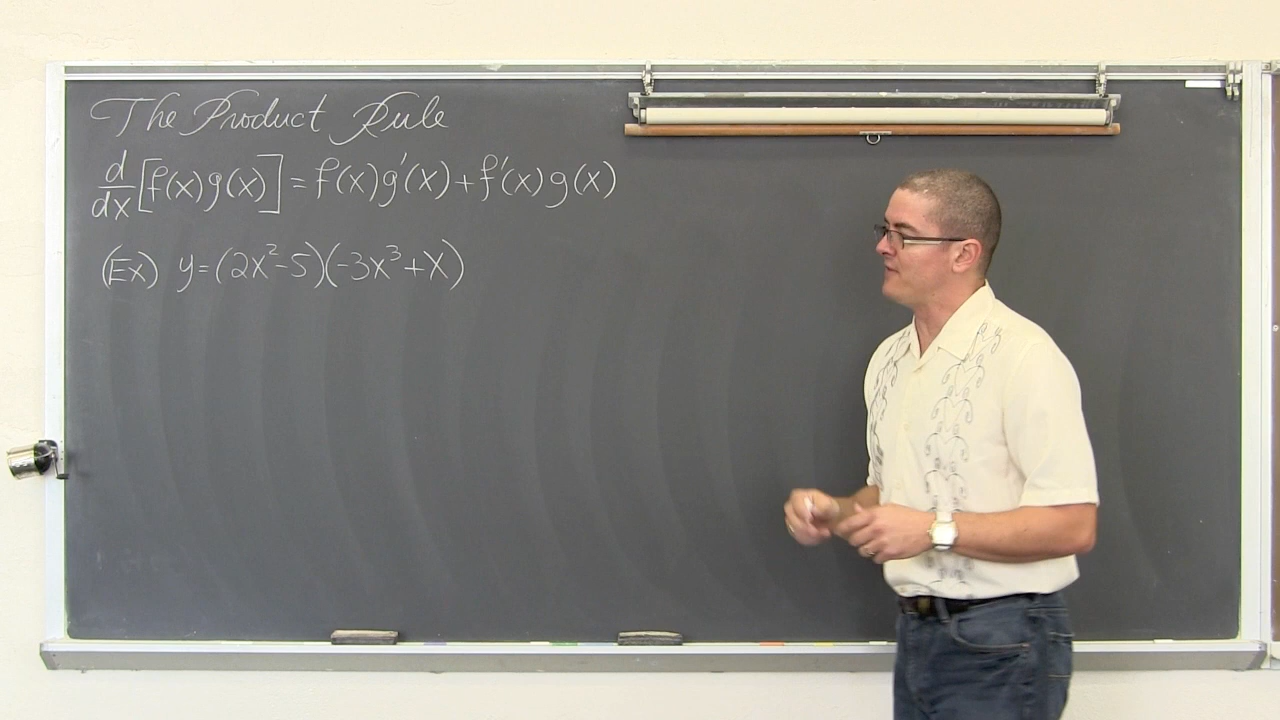 The Product Rule
d/dx [f(x)g(x)] = f(x)g'(x) + f'(x)g(x)
(Ex) y=(2x²-5)(-3x³+x)